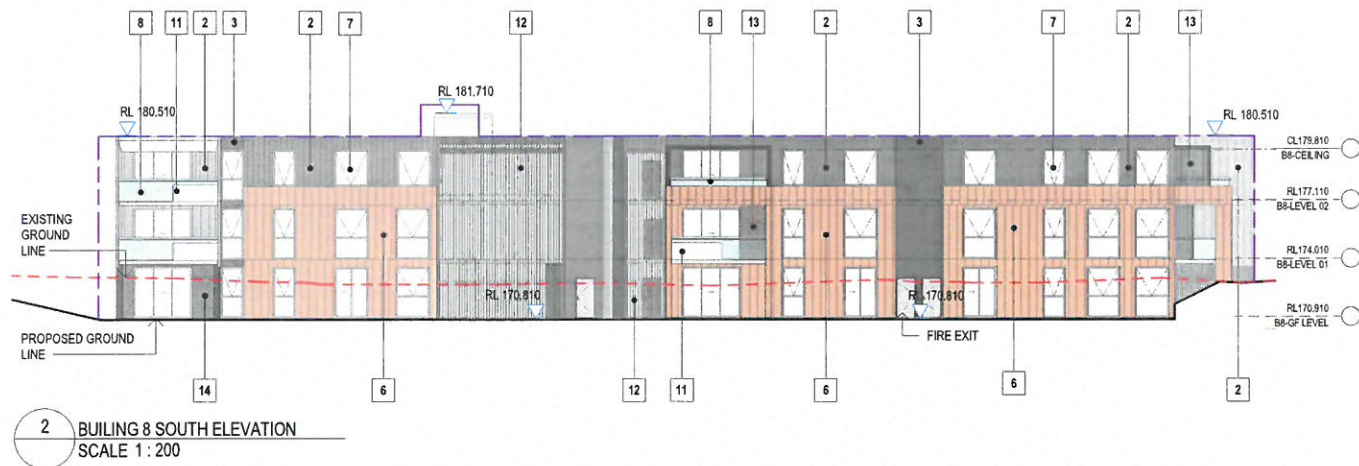 8 11 2 3 2 7 12 8 13 2 3 7 2 13
RL 181.710
RL 180.510
RL 180.510
CL179.810
B8-CEILING
RL177.110
B8-LEVEL 02
EXISTING
GROUND
LINE
RL174.010
B8-LEVEL 01
RL 170.810
RL 170.810
RL170.910
B8-GF LEVEL
PROPOSED GROUND
LINE
FIRE EXIT
14 6 12 11 6 6 2
2 BUILING 8 SOUTH ELEVATION
SCALE 1 : 200